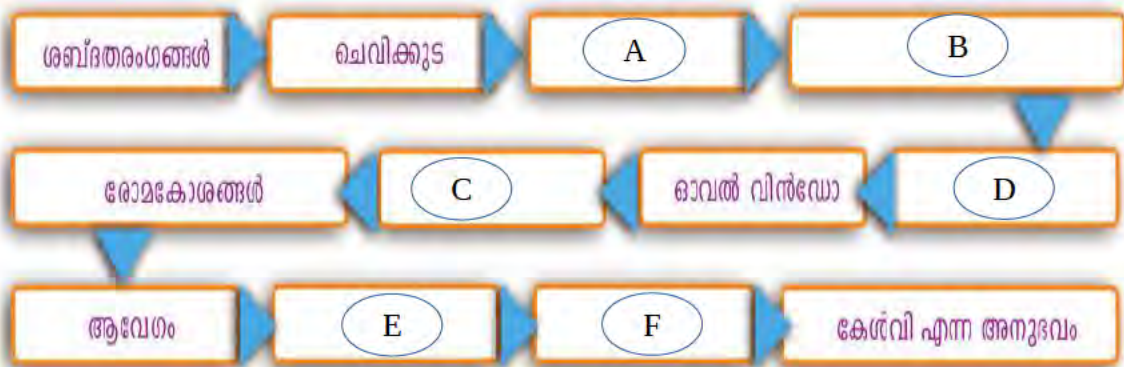 ശബ്ദതരംഗങ്ങൾ ചെവിക്കുട A B
രോമകോശങ്ങൾ C ഓവൽ വിൻഡോ D
ആവേഗം E F കേൾവി എന്ന അനുഭവം